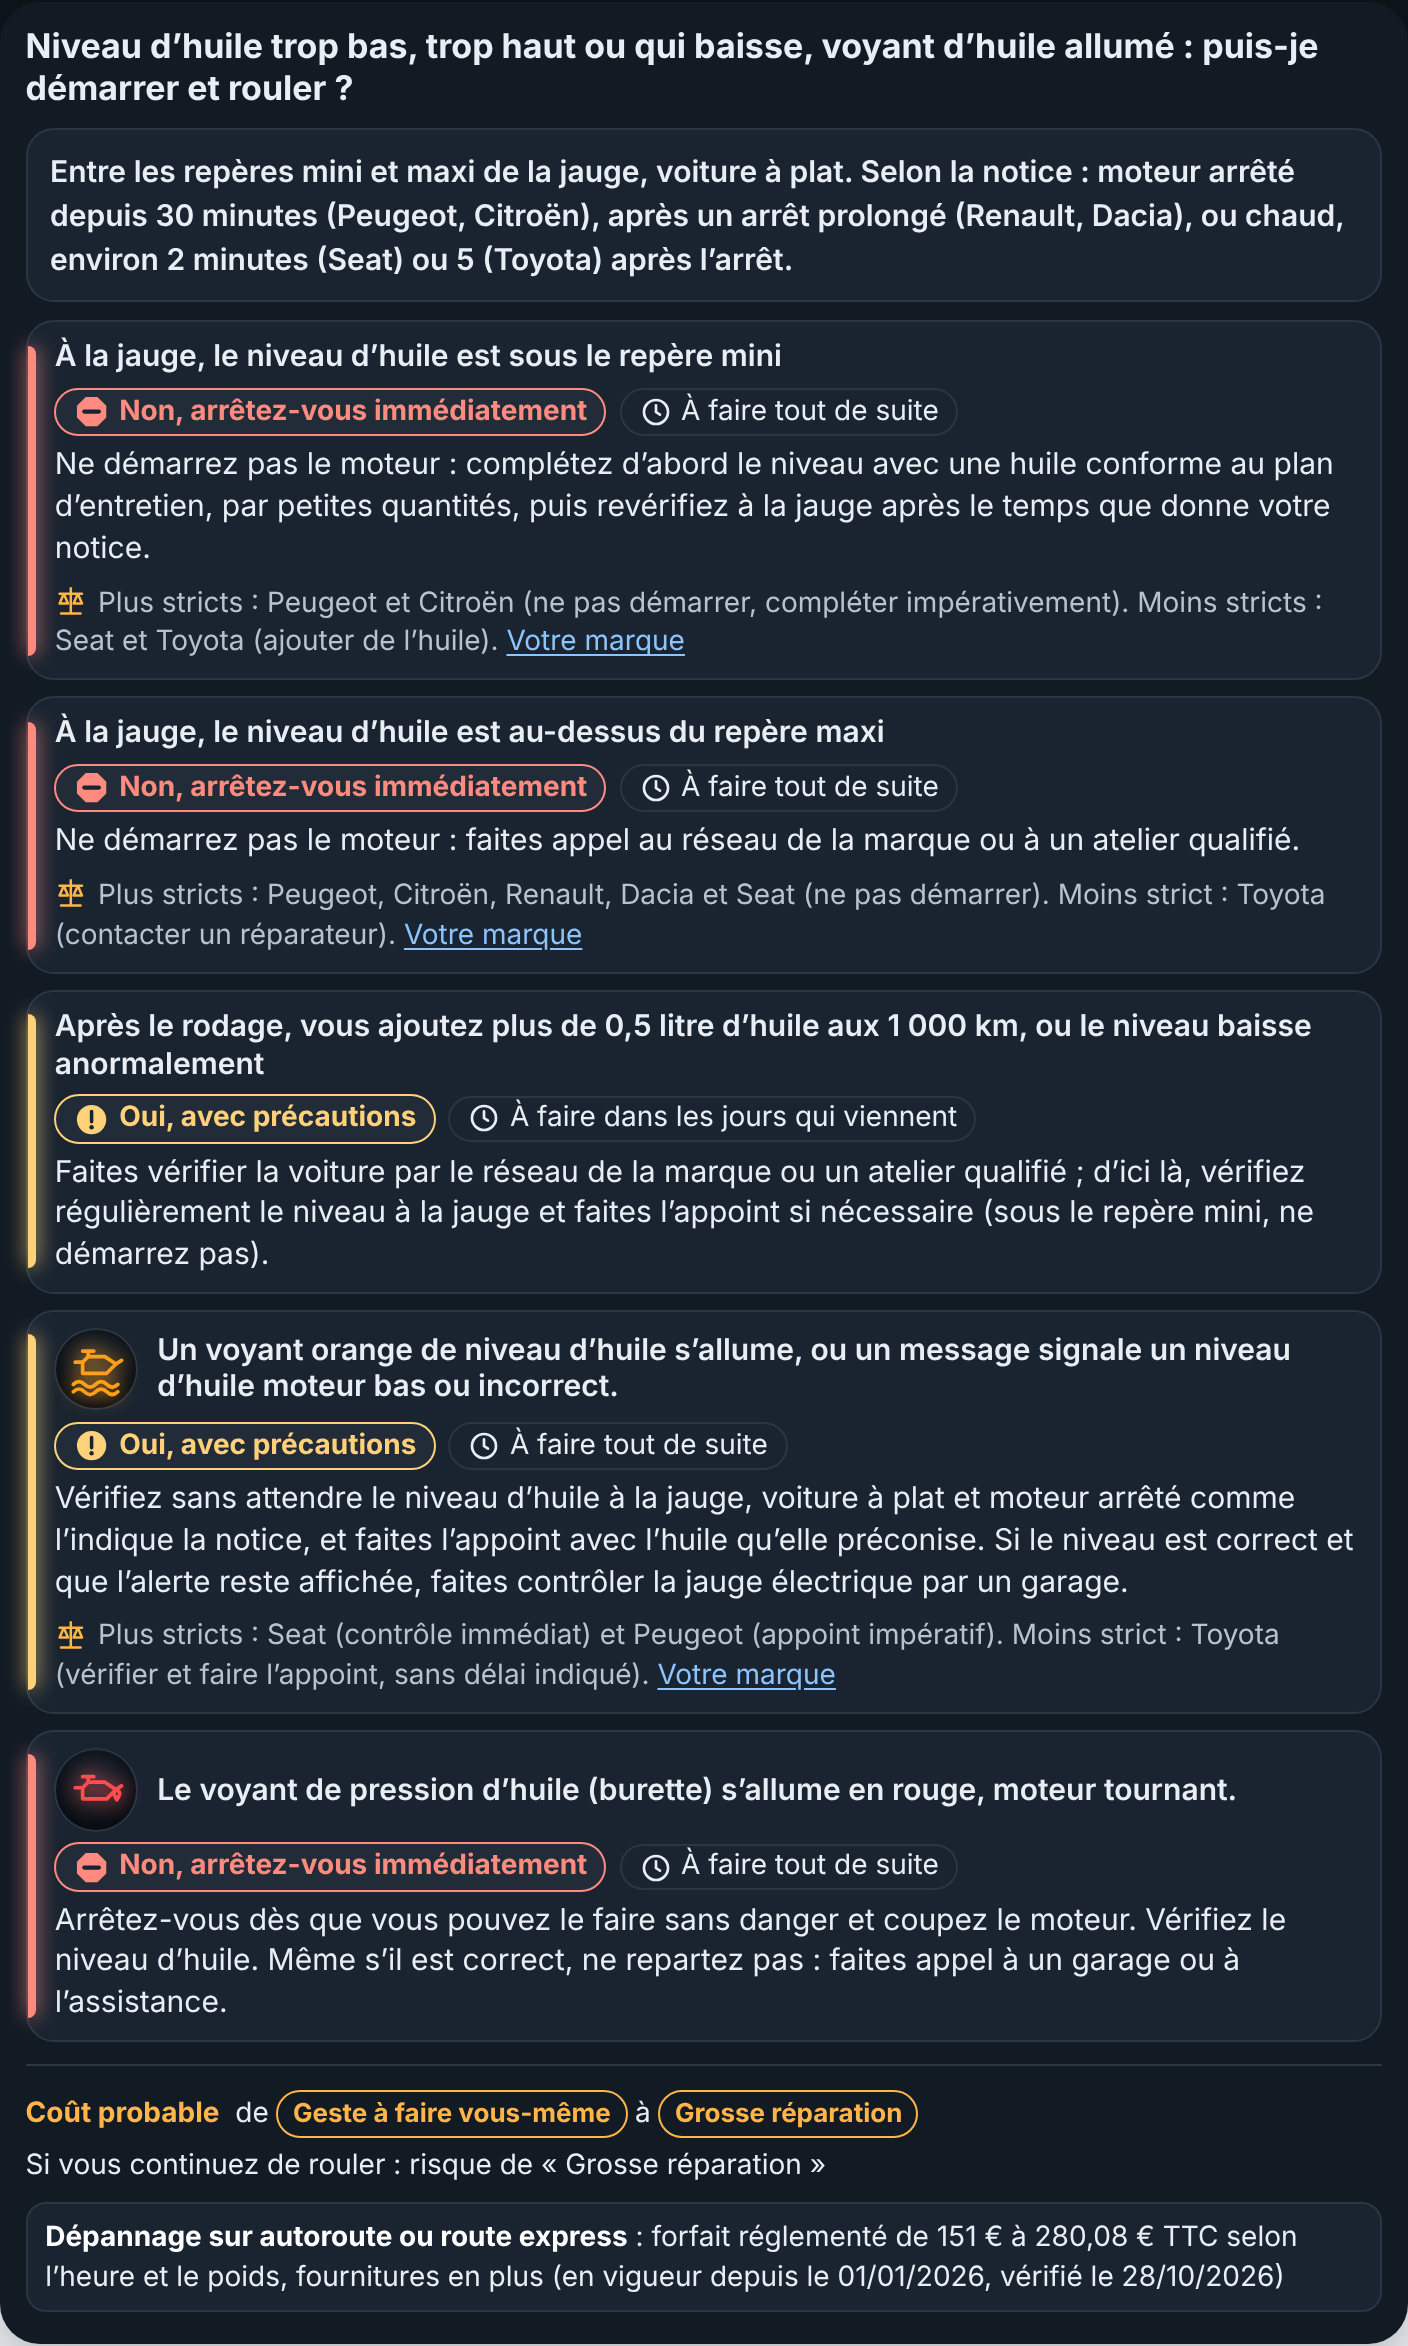 Niveau d’huile trop bas, trop haut ou qui baisse, voyant d’huile allumé : puis-je
démarrer et rouler ?
Entre les repères mini et maxi de la jauge, voiture à plat. Selon la notice : moteur arrêté
depuis 30 minutes (Peugeot, Citroën), après un arrêt prolongé (Renault, Dacia), ou chaud,
environ 2 minutes (Seat) ou 5 (Toyota) après l’arrêt.
À la jauge, le niveau d’huile est sous le repère mini
Non, arrêtez-vous immédiatement À faire tout de suite
Ne démarrez pas le moteur : complétez d’abord le niveau avec une huile conforme au plan
d’entretien, par petites quantités, puis revérifiez à la jauge après le temps que donne votre
notice.
Plus stricts : Peugeot et Citroën (ne pas démarrer, compléter impérativement). Moins stricts :
Seat et Toyota (ajouter de l’huile). Votre marque
À la jauge, le niveau d’huile est au-dessus du repère maxi
Non, arrêtez-vous immédiatement À faire tout de suite
Ne démarrez pas le moteur : faites appel au réseau de la marque ou à un atelier qualifié.
Plus stricts : Peugeot, Citroën, Renault, Dacia et Seat (ne pas démarrer). Moins strict : Toyota
(contacter un réparateur). Votre marque
Après le rodage, vous ajoutez plus de 0,5 litre d’huile aux 1 000 km, ou le niveau baisse
anormalement
Oui, avec précautions À faire dans les jours qui viennent
Faites vérifier la voiture par le réseau de la marque ou un atelier qualifié ; d’ici là, vérifiez
régulièrement le niveau à la jauge et faites l’appoint si nécessaire (sous le repère mini, ne
démarrez pas).
Un voyant orange de niveau d’huile s’allume, ou un message signale un niveau
d’huile moteur bas ou incorrect.
Oui, avec précautions À faire tout de suite
Vérifiez sans attendre le niveau d’huile à la jauge, voiture à plat et moteur arrêté comme
l’indique la notice, et faites l’appoint avec l’huile qu’elle préconise. Si le niveau est correct et
que l’alerte reste affichée, faites contrôler la jauge électrique par un garage.
Plus stricts : Seat (contrôle immédiat) et Peugeot (appoint impératif). Moins strict : Toyota
(vérifier et faire l’appoint, sans délai indiqué). Votre marque
Le voyant de pression d’huile (burette) s’allume en rouge, moteur tournant.
Non, arrêtez-vous immédiatement À faire tout de suite
Arrêtez-vous dès que vous pouvez le faire sans danger et coupez le moteur. Vérifiez le
niveau d’huile. Même s’il est correct, ne repartez pas : faites appel à un garage ou à
l’assistance.
Coût probable de Geste à faire vous-même à Grosse réparation
Si vous continuez de rouler : risque de « Grosse réparation »
Dépannage sur autoroute ou route express : forfait réglementé de 151 € à 280,08 € TTC selon
l’heure et le poids, fournitures en plus (en vigueur depuis le 01/01/2026, vérifié le 28/10/2026)